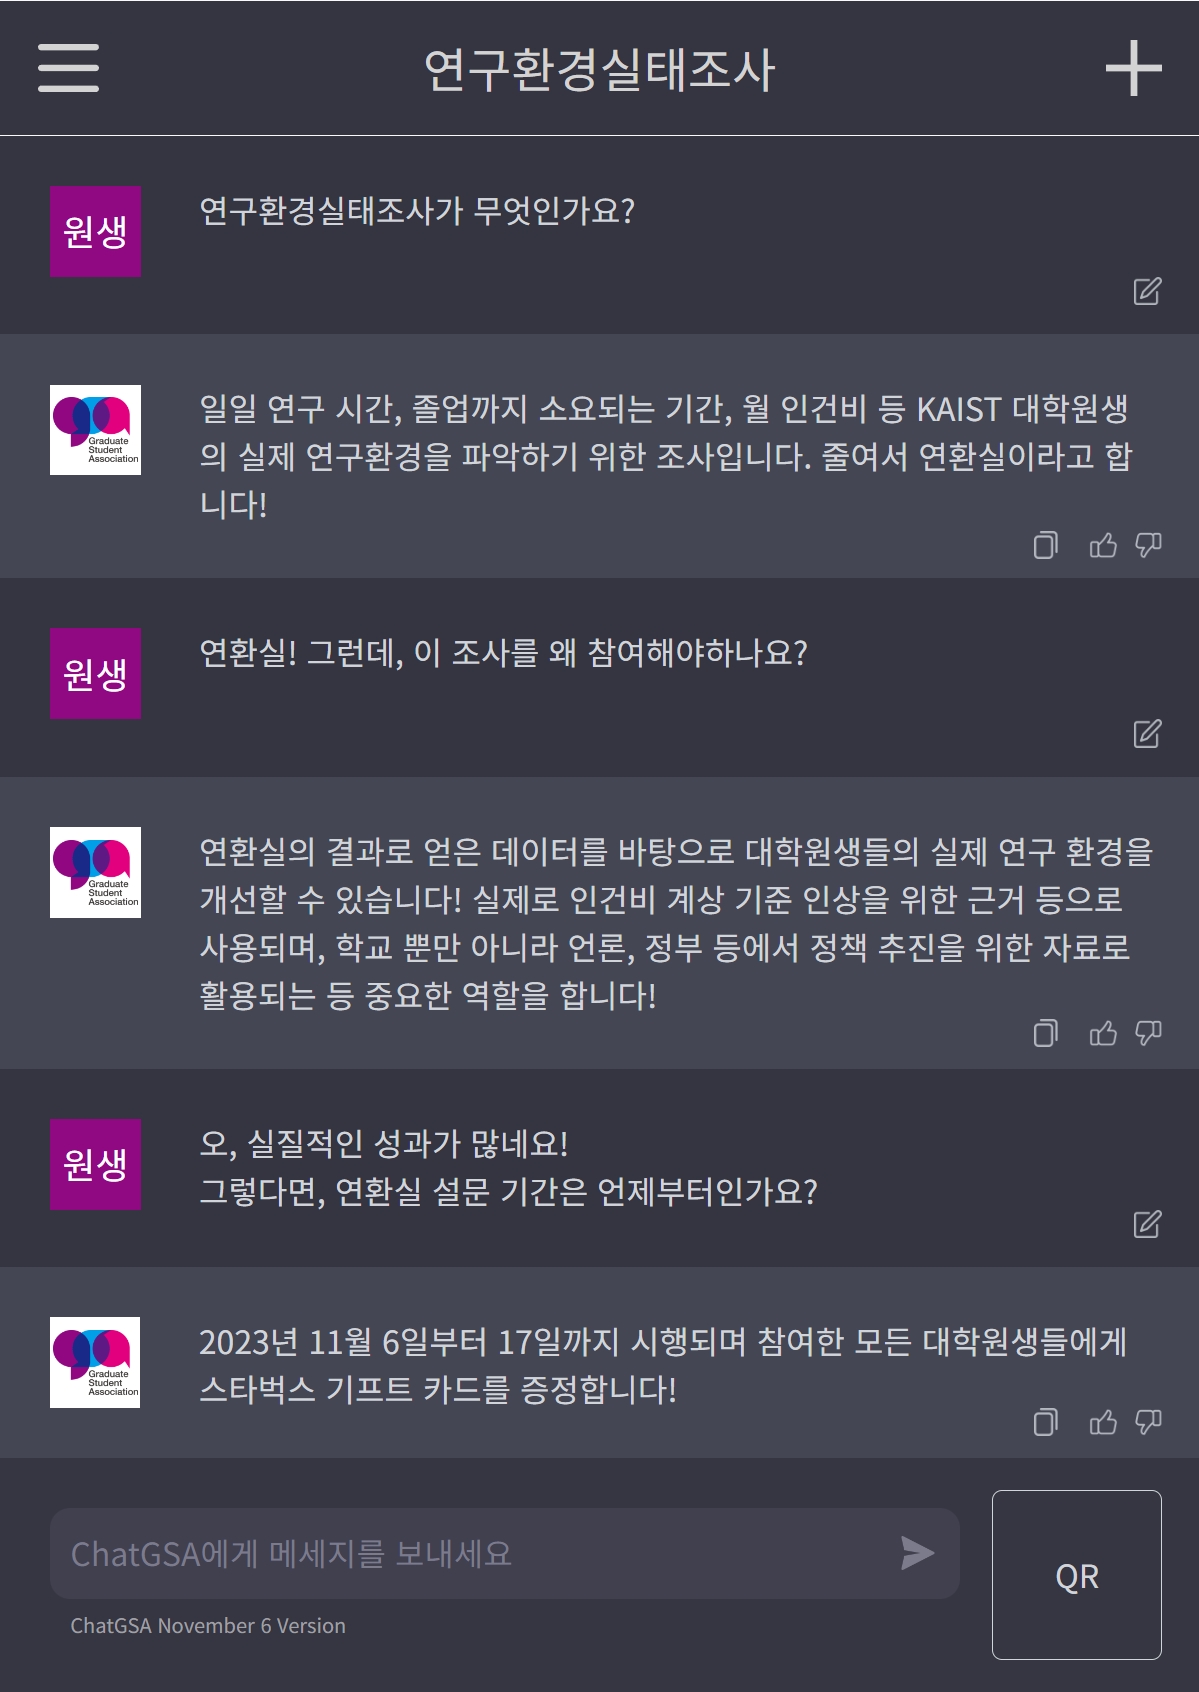 연구환경실태조사
원생
연구환경실태조사가 무엇인가요?
Graduate
Student
Association
일일 연구 시간, 졸업까지 소요되는 기간, 월 인건비 등 KAIST 대학원생
의 실제 연구환경을 파악하기 위한 조사입니다. 줄여서 연환실이라고 합
니다!
원생
연환실! 그런데, 이 조사를 왜 참여해야하나요?
Graduate
Student
Association
연환실의 결과로 얻은 데이터를 바탕으로 대학원생들의 실제 연구 환경을
개선할 수 있습니다! 실제로 인건비 계상 기준 인상을 위한 근거 등으로
사용되며, 학교 뿐만 아니라 언론, 정부 등에서 정책 추진을 위한 자료로
활용되는 등 중요한 역할을 합니다!
원생
오, 실질적인 성과가 많네요!
그렇다면, 연환실 설문 기간은 언제부터인가요?
Graduate
Student
Association
2023년 11월 6일부터 17일까지 시행되며 참여한 모든 대학원생들에게
스타벅스 기프트 카드를 증정합니다!
ChatGSA에게 메세지를 보내세요
QR
ChatGSA November 6 Version